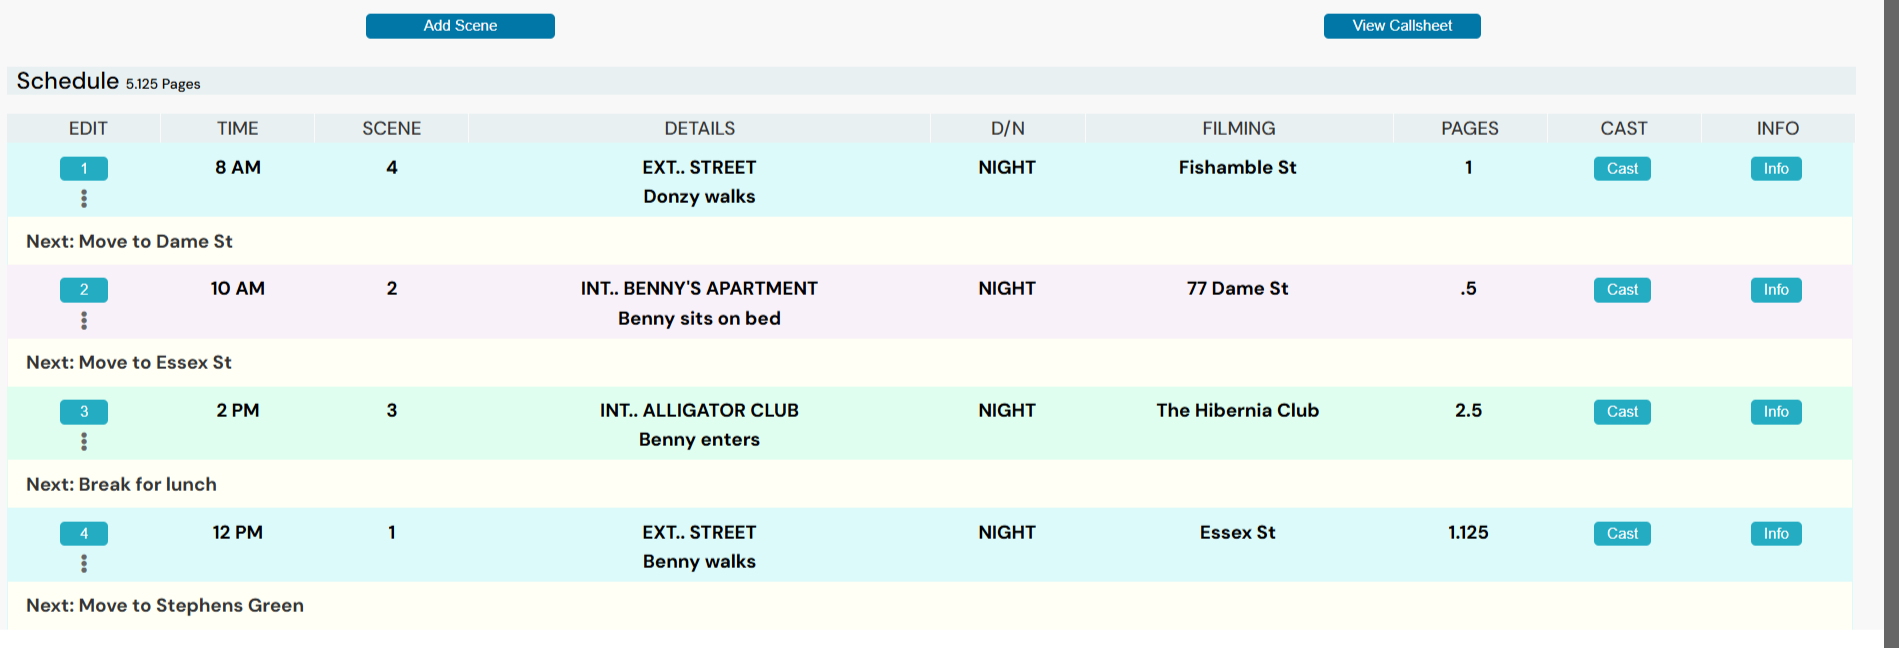 Add Scene View Callsheet
Schedule 5.125 Pages
EDIT TIME SCENE DETAILS D/N FILMING PAGES CAST INFO
1 8 AM 4 EXT.. STREET NIGHT Fishamble St 1 Cast Info
Donzy walks
Next: Move to Dame St
2 10 AM 2 INT.. BENNY'S APARTMENT NIGHT 77 Dame St .5 Cast Info
Benny sits on bed
Next: Move to Essex St
3 2 PM 3 INT.. ALLIGATOR CLUB NIGHT The Hibernia Club 2.5 Cast Info
Benny enters
Next: Break for lunch
4 12 PM 1 EXT.. STREET NIGHT Essex St 1.125 Cast Info
Benny walks
Next: Move to Stephens Green